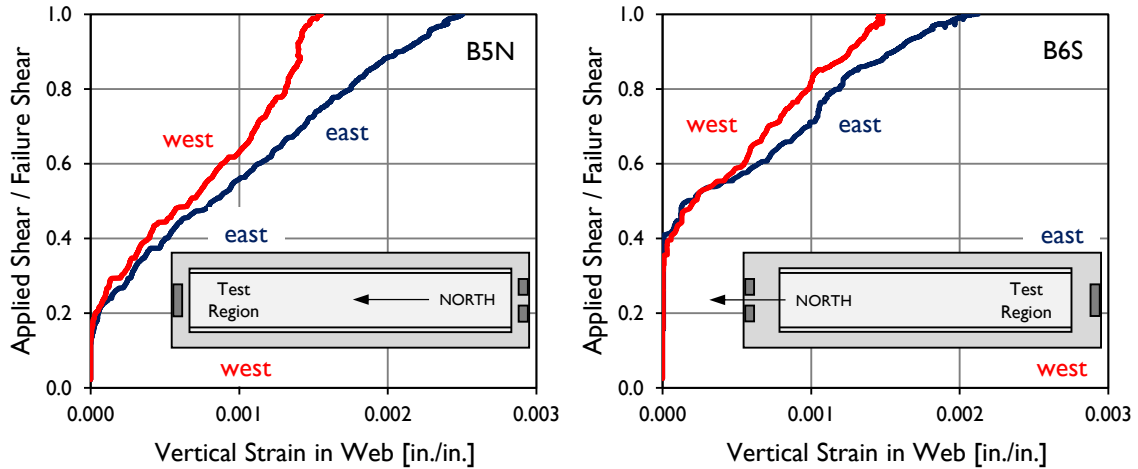 B5N
1.0
0.8
0.6
0.4
0.2
0.0
Applied Shear / Failure Shear
west
east
east
Test
Region
NORTH
west
0.000
0.001
0.002
0.003
Vertical Strain in Web [in./in.]
B6S
1.0
0.8
0.6
0.4
0.2
0.0
Applied Shear / Failure Shear
west
east
east
NORTH
Test
Region
west
0.000
0.001
0.002
0.003
Vertical Strain in Web [in./in.]